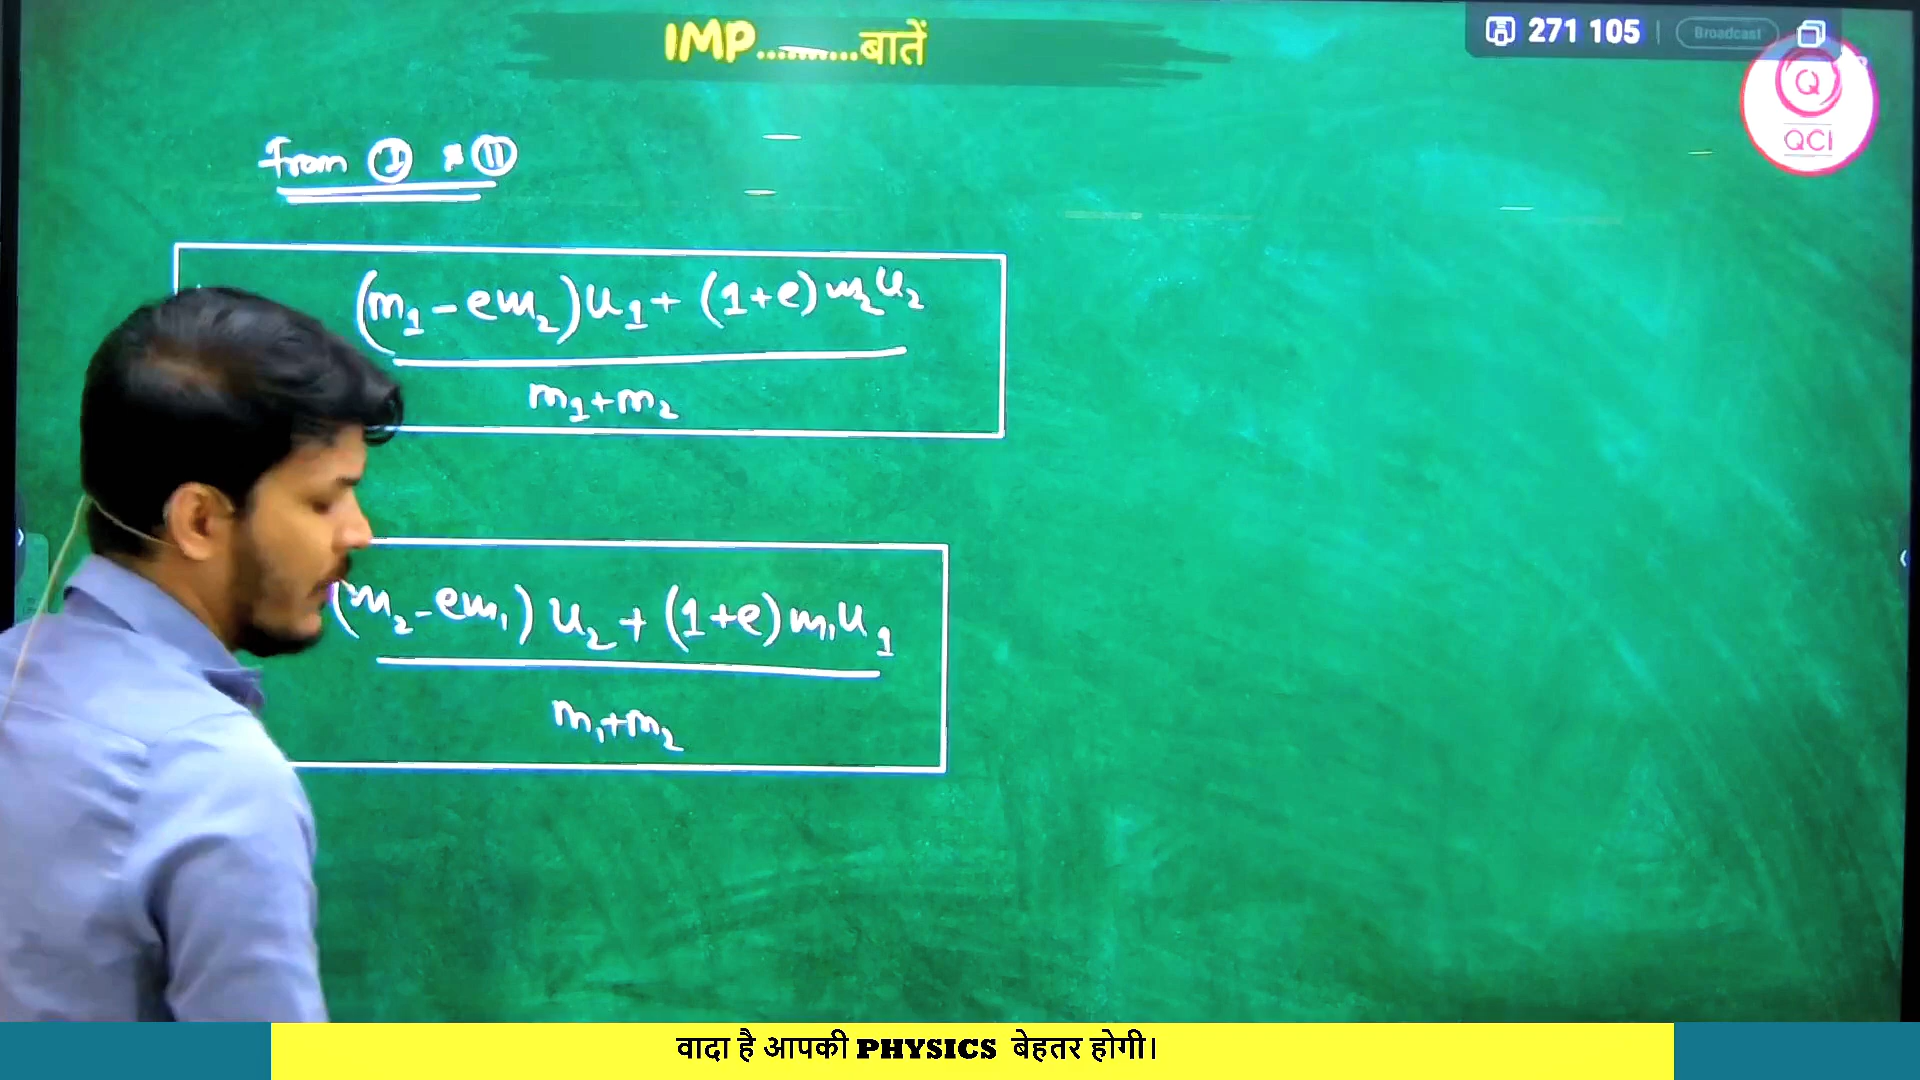 IMP...........बातें
271 105
Broadcast
Q
QCI
from Ⓘ & Ⓘⓘ
(m₁-em₂)u₁+(1+e)m₂u₂
m₁+m₂
(m₂-em₁)u₂+(1+e)m₁u₁
m₁+m₂
वादा है आपकी PHYSICS बेहतर होगी।